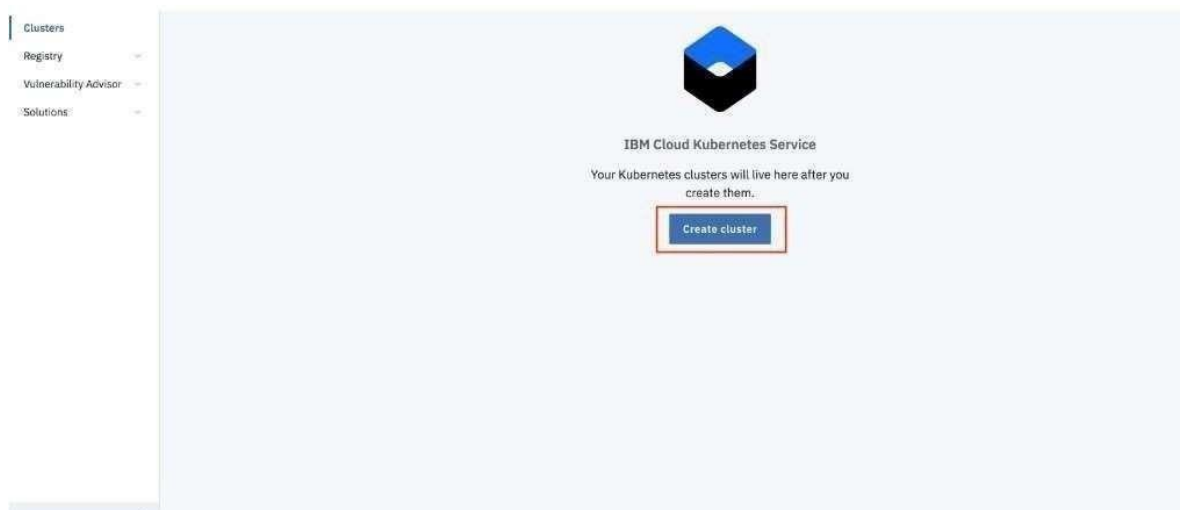 Clusters
Registry
Vulnerability Advisor
Solutions
IBM Cloud Kubernetes Service
Your Kubernetes clusters will live here after you
create them.
Create cluster